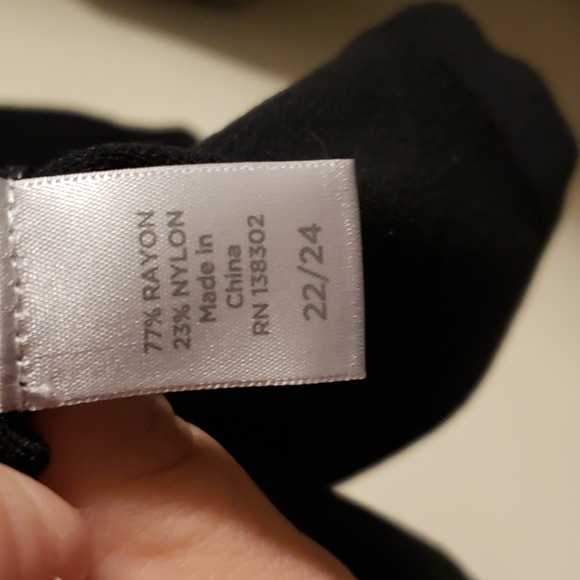 77% RAYON
23% NYLON
Made in
China
RN 138302
22/24